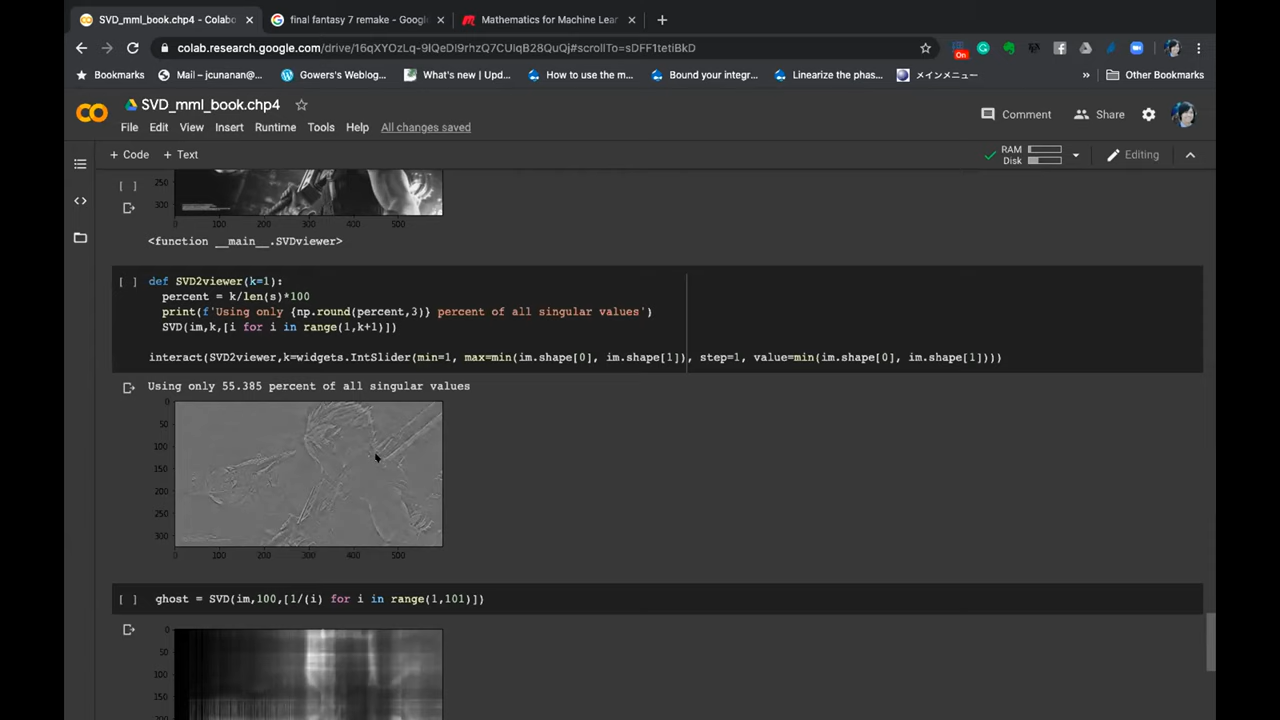 SVD_mml_book.chp4 - Colabo
final fantasy 7 remake - Google
Mathematics for Machine Lear
colab.research.google.com/drive/16qXYOzLq-9IQeDl9rhzQ7CUlqB28QuQj#scrollTo=sDFF1tetiBkD
On
Bookmarks
Mail – jcunanan@...
Gowers's Weblog...
What's new | Upd...
How to use the m...
Bound your integr...
Linearize the phas...
メインメニュー
»
Other Bookmarks
SVD_mml_book.chp4
File Edit View Insert Runtime Tools Help All changes saved
Comment Share
+ Code + Text
RAM
Disk
Editing
250
[ ]
300
0 100 200 300 400 500
<function __main__.SVDviewer>
[ ] def SVD2viewer(k=1):
percent = k/len(s)*100
print(f'Using only {np.round(percent,3)} percent of all singular values')
SVD(im,k,[i for i in range(1,k+1)])
interact(SVD2viewer,k=widgets.IntSlider(min=1, max=min(im.shape[0], im.shape[1]), step=1, value=min(im.shape[0], im.shape[1])))
Using only 55.385 percent of all singular values
0
50
100
150
200
250
300
0 100 200 300 400 500
[ ] ghost = SVD(im,100,[1/(i) for i in range(1,101)])
0
50
100
150
200